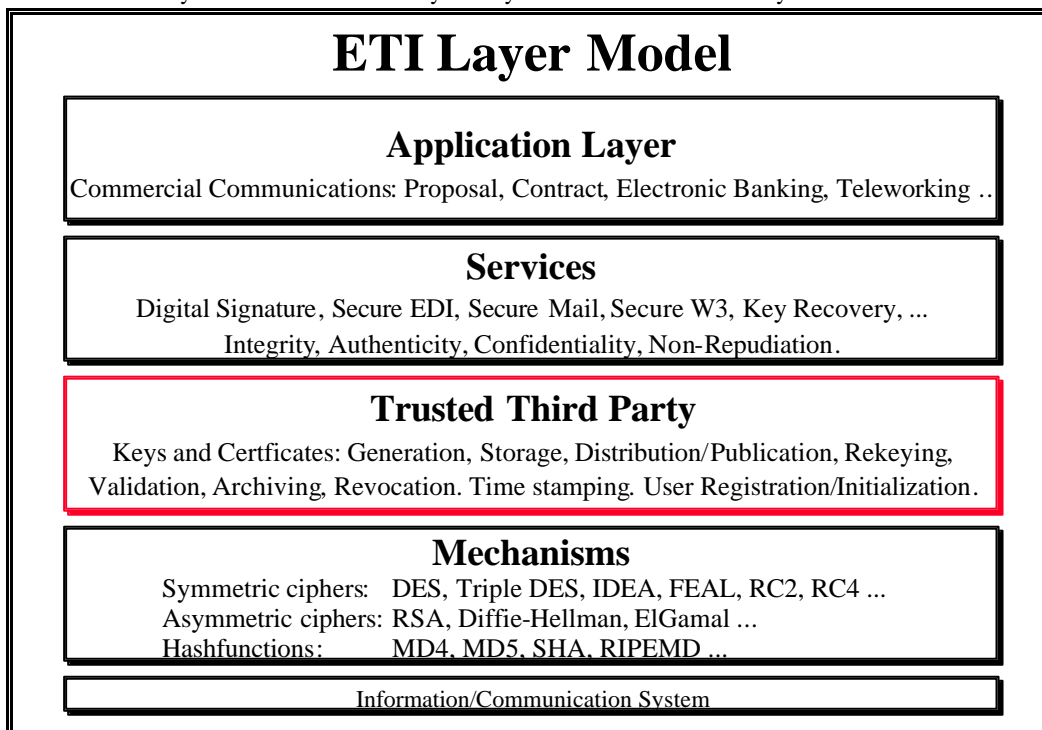 ETI Layer Model
Application Layer
Commercial Communications: Proposal, Contract, Electronic Banking, Teleworking ..
Services
Digital Signature, Secure EDI, Secure Mail, Secure W3, Key Recovery, ...
Integrity, Authenticity, Confidentiality, Non-Repudiation.
Trusted Third Party
Keys and Certficates: Generation, Storage, Distribution/Publication, Rekeying,
Validation, Archiving, Revocation. Time stamping. User Registration/Initialization.
Mechanisms
Symmetric ciphers: DES, Triple DES, IDEA, FEAL, RC2, RC4 ...
Asymmetric ciphers: RSA, Diffie-Hellman, ElGamal ...
Hashfunctions: MD4, MD5, SHA, RIPEMD ...
Information/Communication System